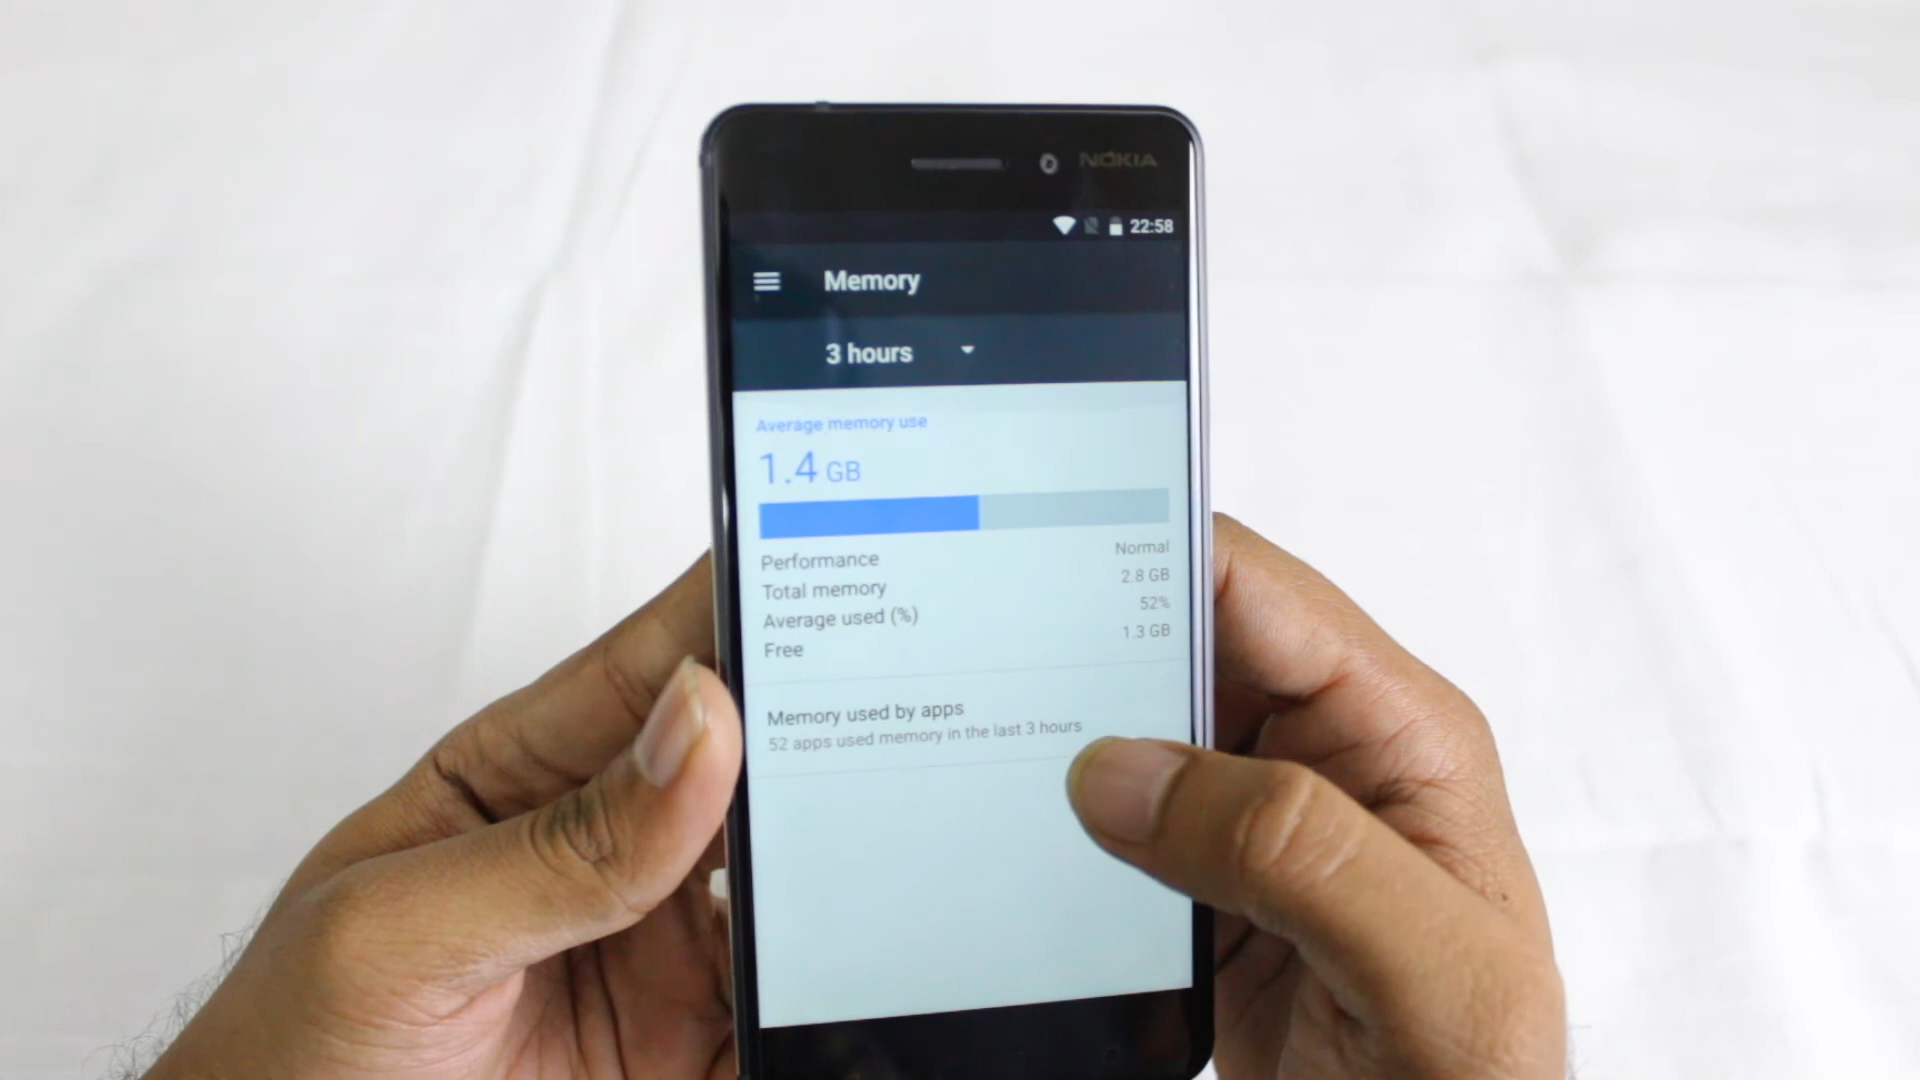 NOKIA
22:58
Memory
3 hours
Average memory use
1.4 GB
Performance Normal
Total memory 2.8 GB
Average used (%) 52%
Free 1.3 GB
Memory used by apps
52 apps used memory in the last 3 hours